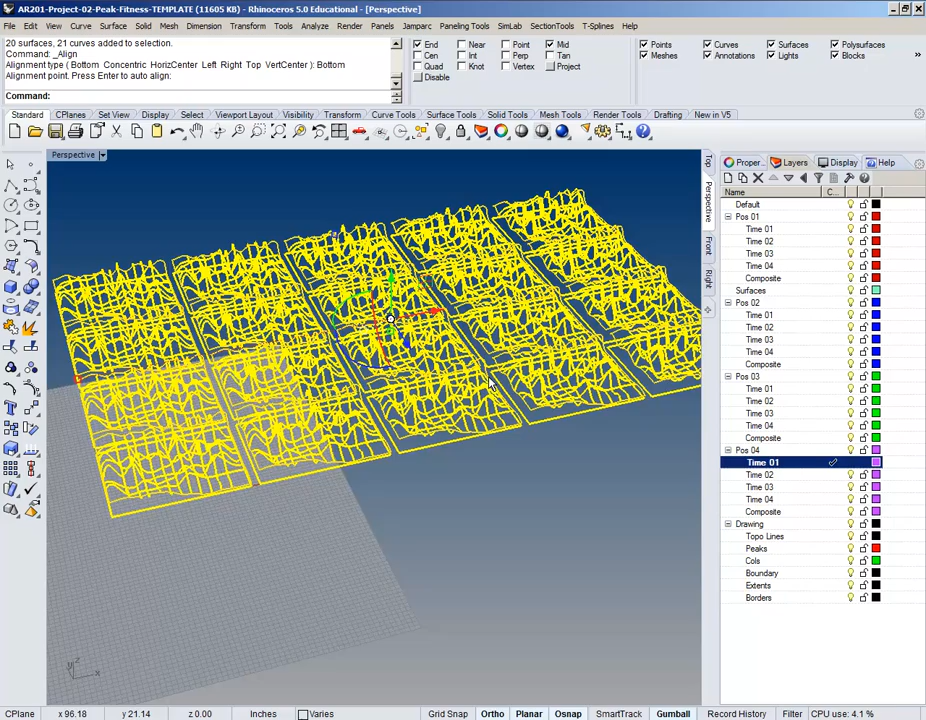 AR201-Project-02-Peak-Fitness-TEMPLATE (11605 KB) - Rhinoceros 5.0 Educational - [Perspective]
File Edit View Curve Surface Solid Mesh Dimension Transform Tools Analyze Render Panels Jamparc Paneling Tools SimLab SectionTools T-Splines Help
20 surfaces, 21 curves added to selection.
Command: _Align
Alignment type ( Bottom Concentric HorizCenter Left Right Top VertCenter ): Bottom
Alignment point. Press Enter to auto align:
Command:
End Near Point Mid
Cen Int Perp Tan
Quad Knot Vertex Project
Disable
Points Curves Surfaces Polysurfaces
Meshes Annotations Lights Blocks
Standard CPlanes Set View Display Select Viewport Layout Visibility Transform Curve Tools Surface Tools Solid Tools Mesh Tools Render Tools Drafting New in V5
Perspective
Top
Perspective
Front
Right
Proper... Layers Display Help
Name C...
Default
Pos 01
Time 01
Time 02
Time 03
Time 04
Composite
Surfaces
Pos 02
Time 01
Time 02
Time 03
Time 04
Composite
Pos 03
Time 01
Time 02
Time 03
Time 04
Composite
Pos 04
Time 01
Time 02
Time 03
Time 04
Composite
Drawing
Topo Lines
Peaks
Cols
Boundary
Extents
Borders
y z x
CPlane x 96.18 y 21.14 z 0.00 Inches Varies Grid Snap Ortho Planar Osnap SmartTrack Gumball Record History Filter CPU use: 4.1 %